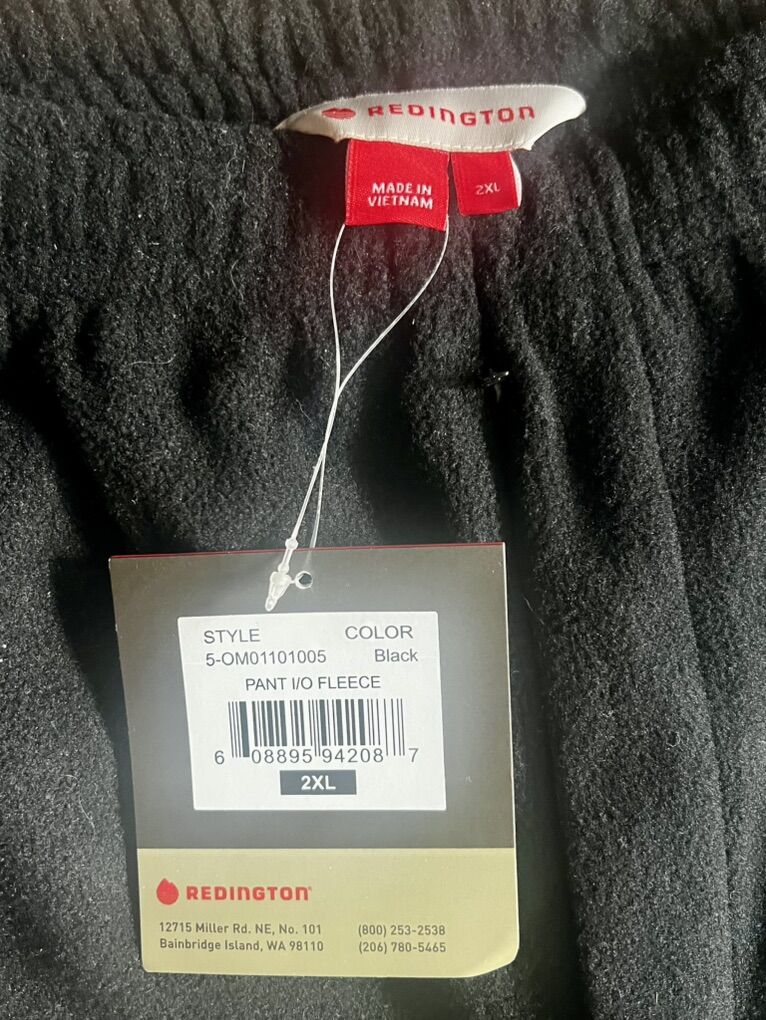 REDINGTON
MADE IN
VIETNAM
2XL
STYLE COLOR
5-OM01101005 Black
PANT I/O FLEECE
6 08895 94208 7
2XL
REDINGTON
12715 Miller Rd. NE, No. 101 (800) 253-2538
Bainbridge Island, WA 98110 (206) 780-5465